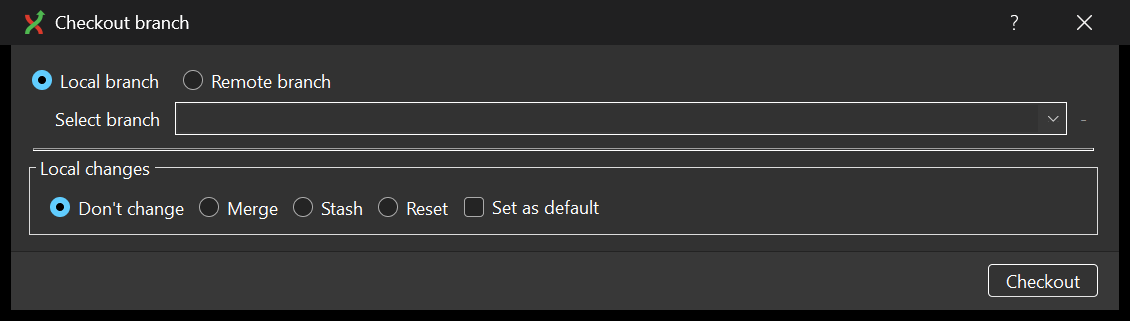 Checkout branch ?
Local branch Remote branch
Select branch -
Local changes
Don't change Merge Stash Reset Set as default
Checkout